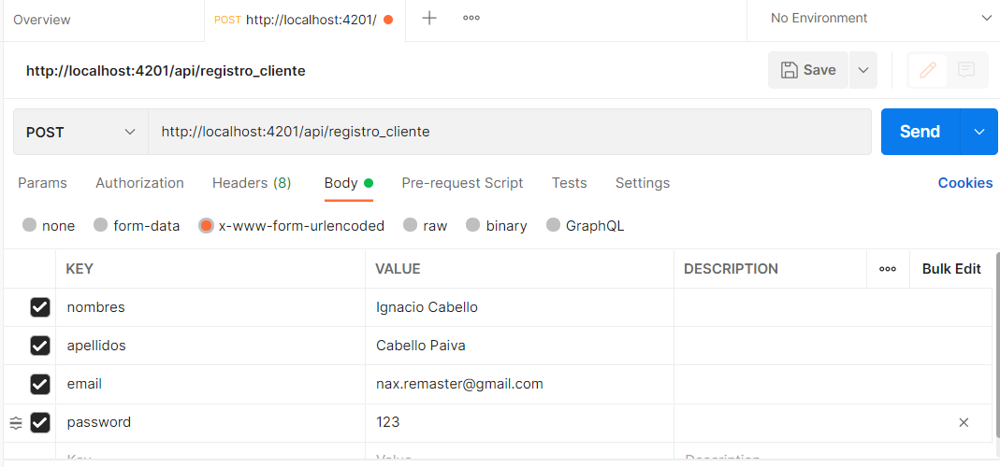 Overview
POST http://localhost:4201/
No Environment
http://localhost:4201/api/registro_cliente
Save
POST http://localhost:4201/api/registro_cliente Send
Params Authorization Headers (8) Body Pre-request Script Tests Settings Cookies
none form-data x-www-form-urlencoded raw binary GraphQL
KEY VALUE DESCRIPTION Bulk Edit
nombres Ignacio Cabello
apellidos Cabello Paiva
email nax.remaster@gmail.com
password 123
Key Value Description